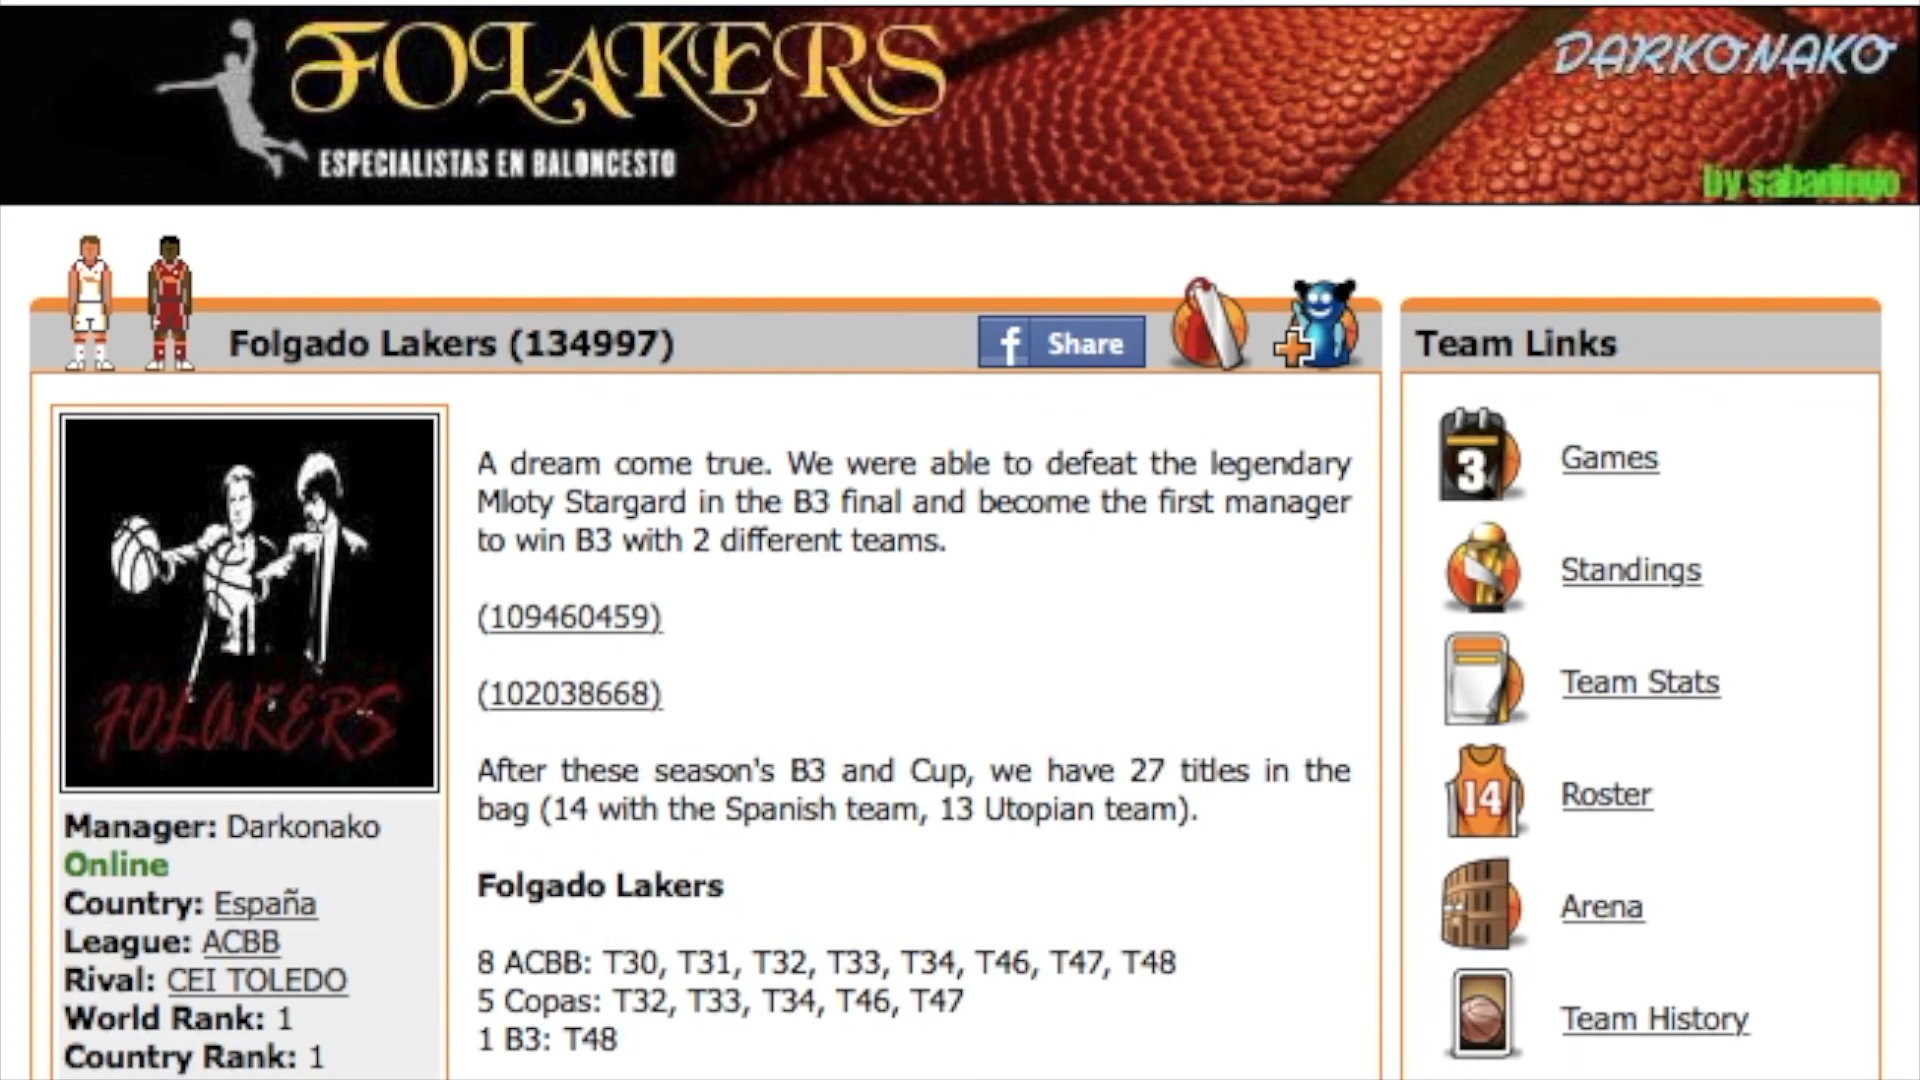 FOLAKERS
ESPECIALISTAS EN BALONCESTO
DARKONAKO
by sabadingo
Folgado Lakers (134997)
f Share
Team Links
FOLAKERS
Manager: Darkonako
Online
Country: España
League: ACBB
Rival: CEI TOLEDO
World Rank: 1
Country Rank: 1
A dream come true. We were able to defeat the legendary
Mloty Stargard in the B3 final and become the first manager
to win B3 with 2 different teams.
(109460459)
(102038668)
After these season's B3 and Cup, we have 27 titles in the
bag (14 with the Spanish team, 13 Utopian team).
Folgado Lakers
8 ACBB: T30, T31, T32, T33, T34, T46, T47, T48
5 Copas: T32, T33, T34, T46, T47
1 B3: T48
3
Games
Standings
Team Stats
14
Roster
Arena
Team History